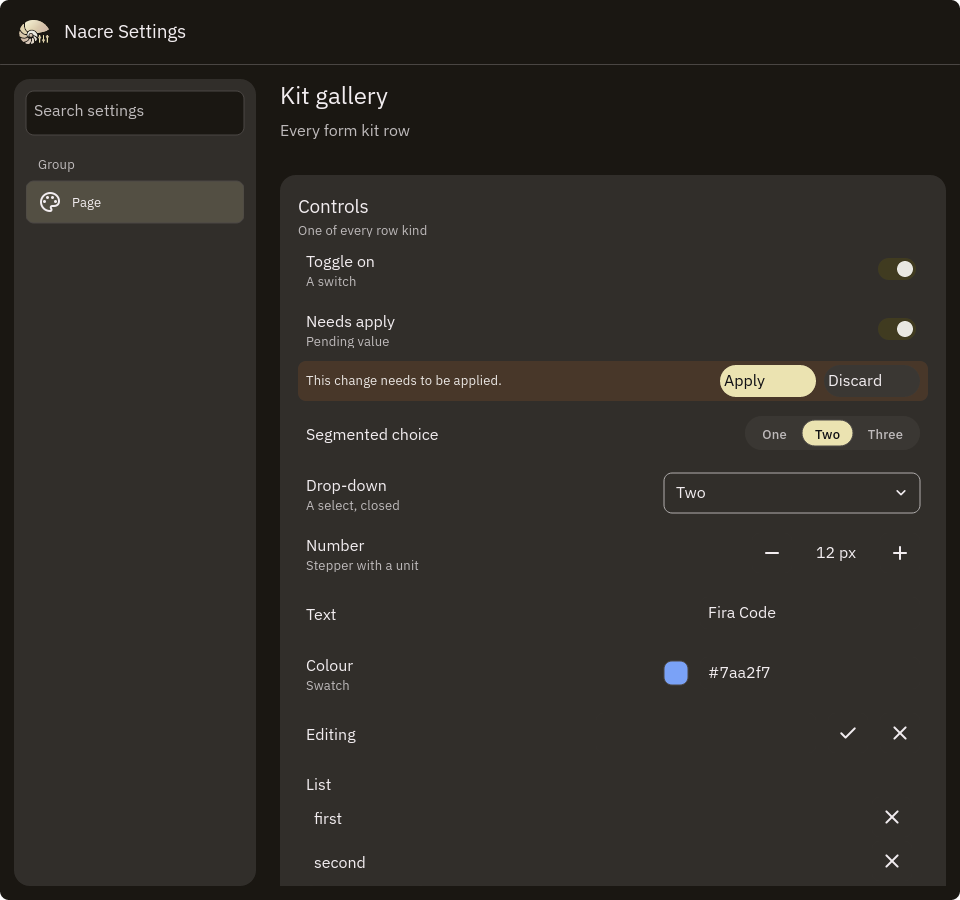 Nacre Settings
Search settings
Group
Page
Kit gallery
Every form kit row
Controls
One of every row kind
Toggle on
A switch
Needs apply
Pending value
This change needs to be applied.
Apply
Discard
Segmented choice
One
Two
Three
Drop-down
A select, closed
Two
Number
Stepper with a unit
12 px
Text
Fira Code
Colour
Swatch
#7aa2f7
Editing
List
first
second